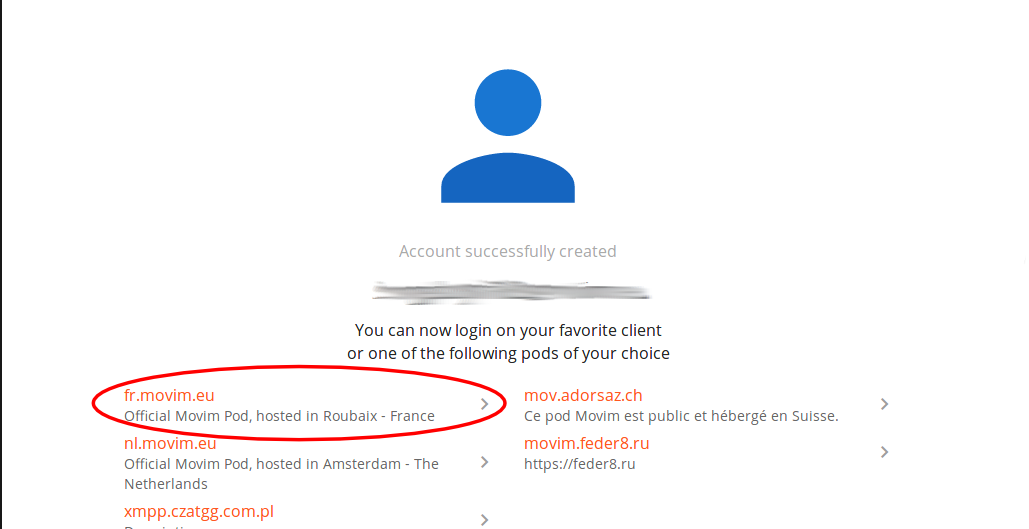 Account successfully created
You can now login on your favorite client
or one of the following pods of your choice
fr.movim.eu
Official Movim Pod, hosted in Roubaix - France
nl.movim.eu
Official Movim Pod, hosted in Amsterdam - The
Netherlands
xmpp.czatgg.com.pl
mov.adorsaz.ch
Ce pod Movim est public et hébergé en Suisse.
movim.feder8.ru
https://feder8.ru